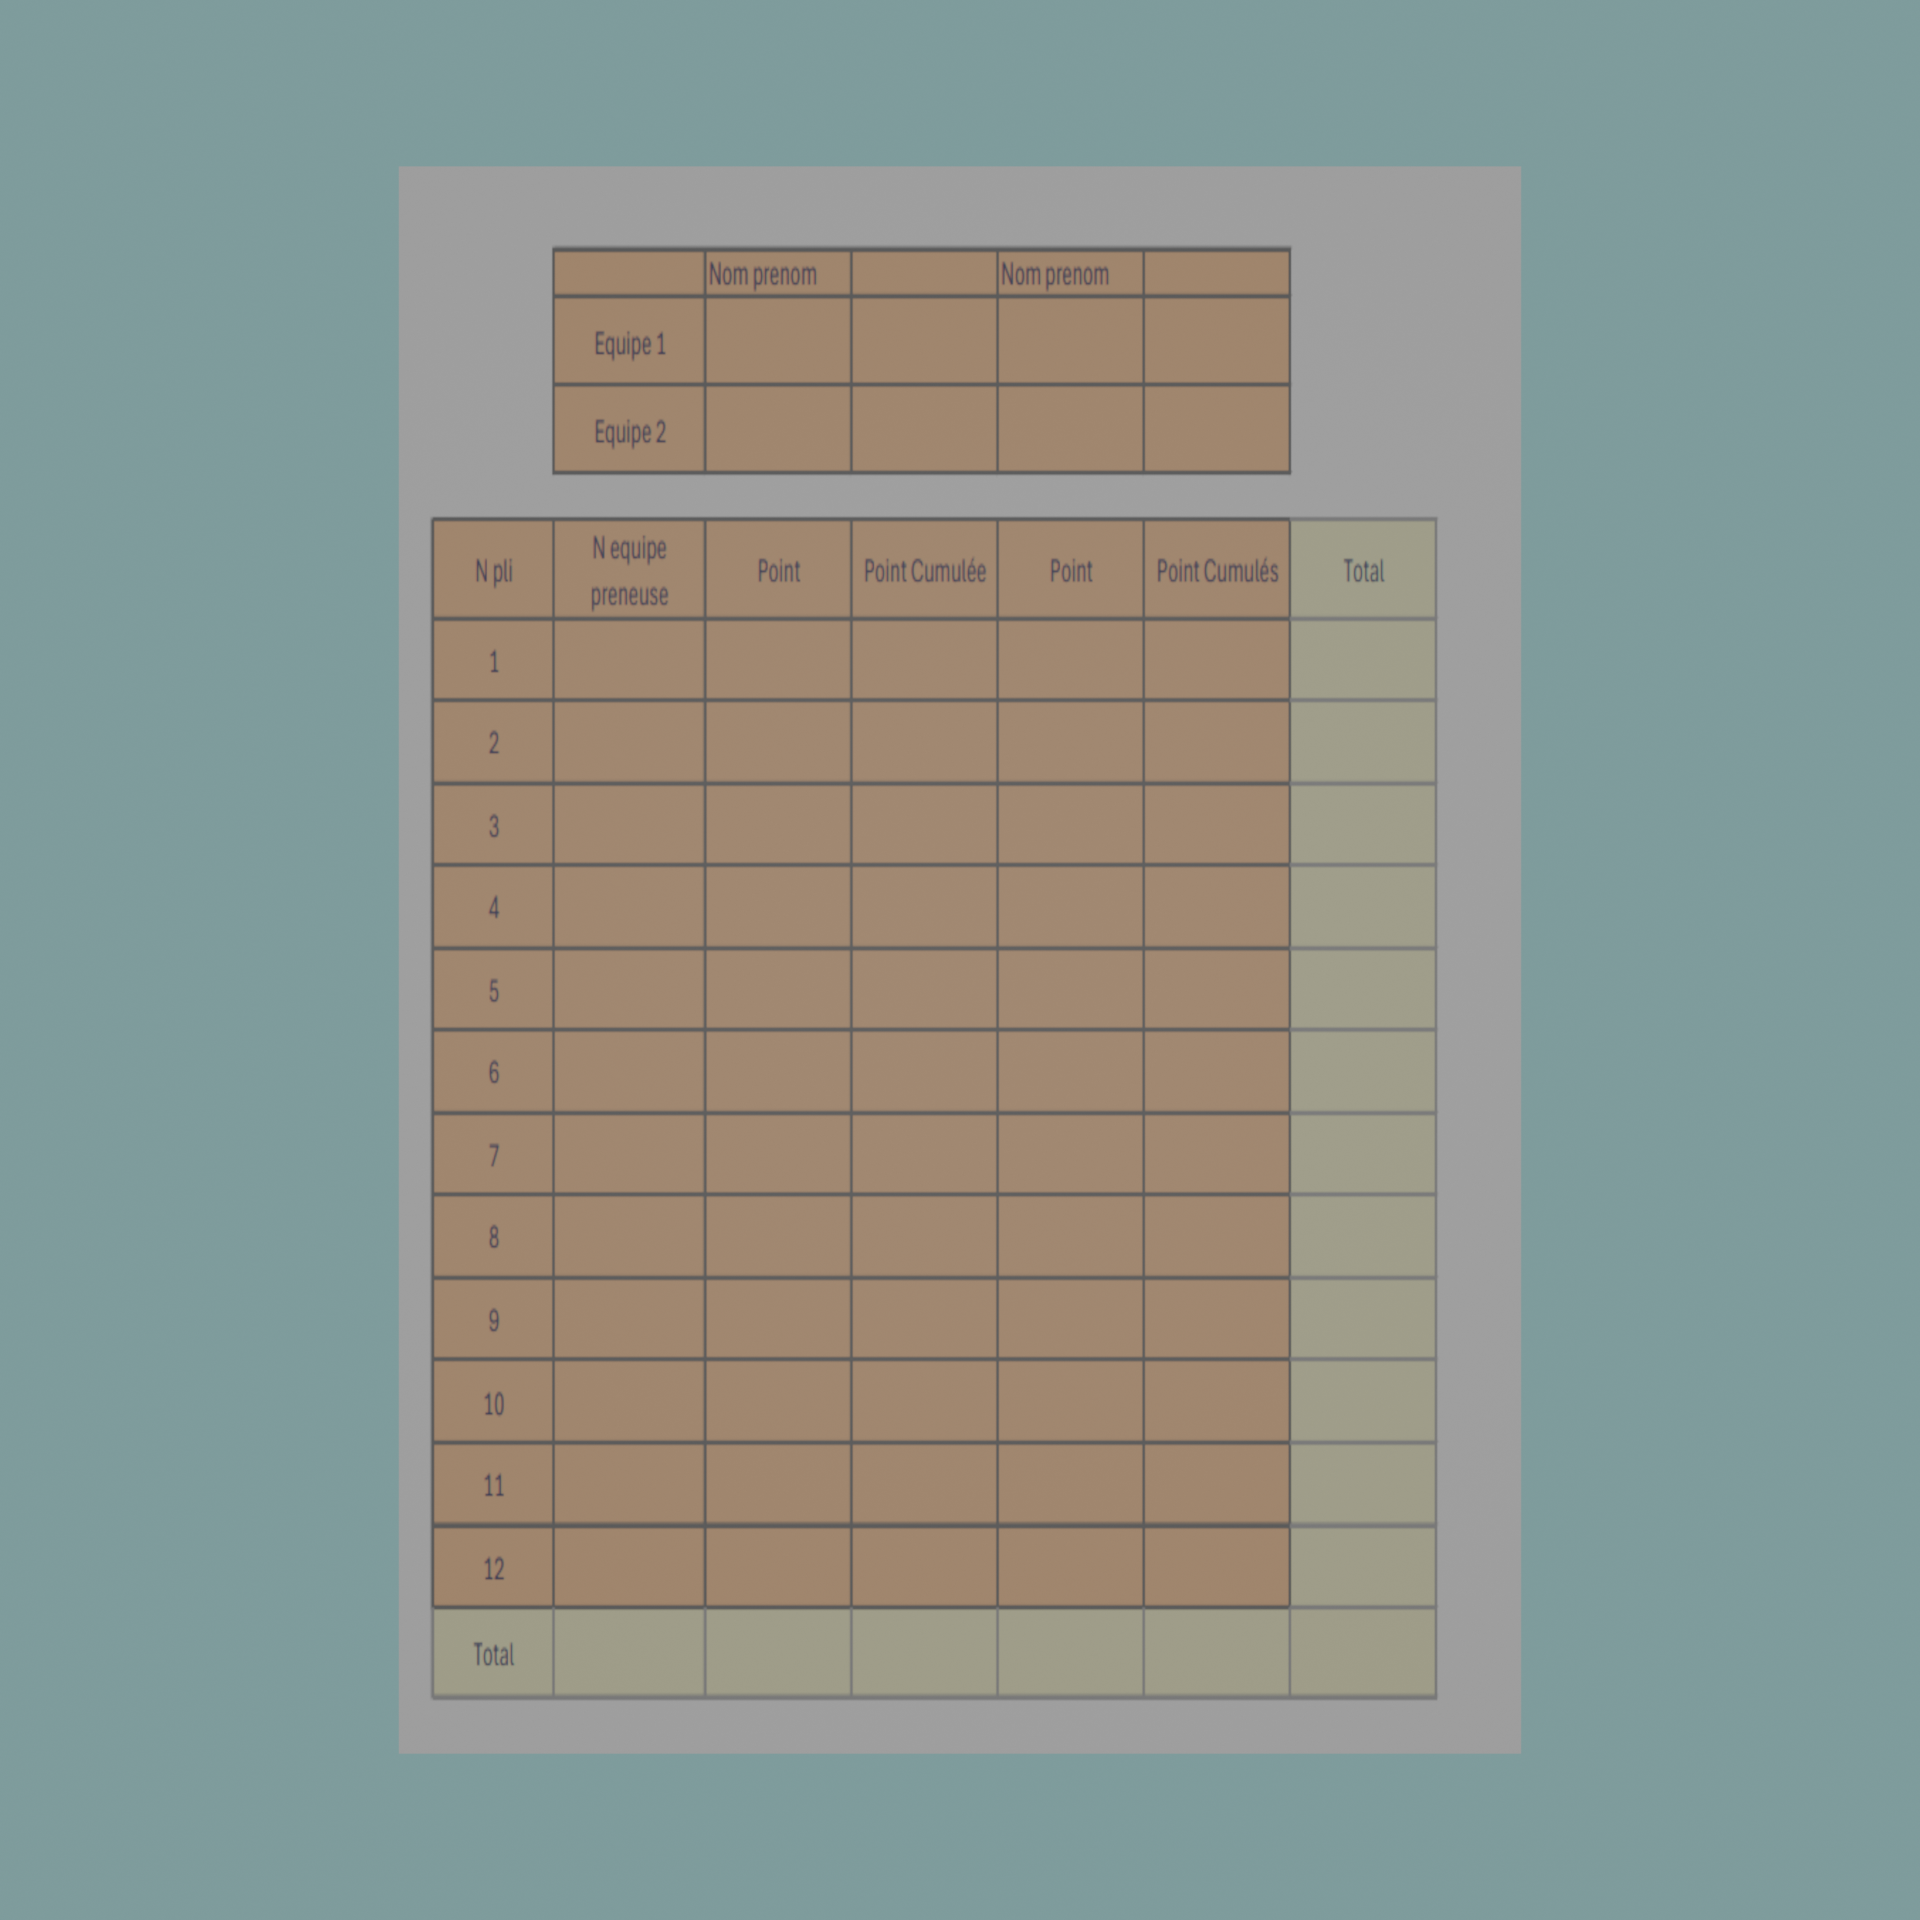 Nom prenom Nom prenom
Equipe 1
Equipe 2
N pli N equipe preneuse Point Point Cumulée Point Point Cumulés Total
1
2
3
4
5
6
7
8
9
10
11
12
Total